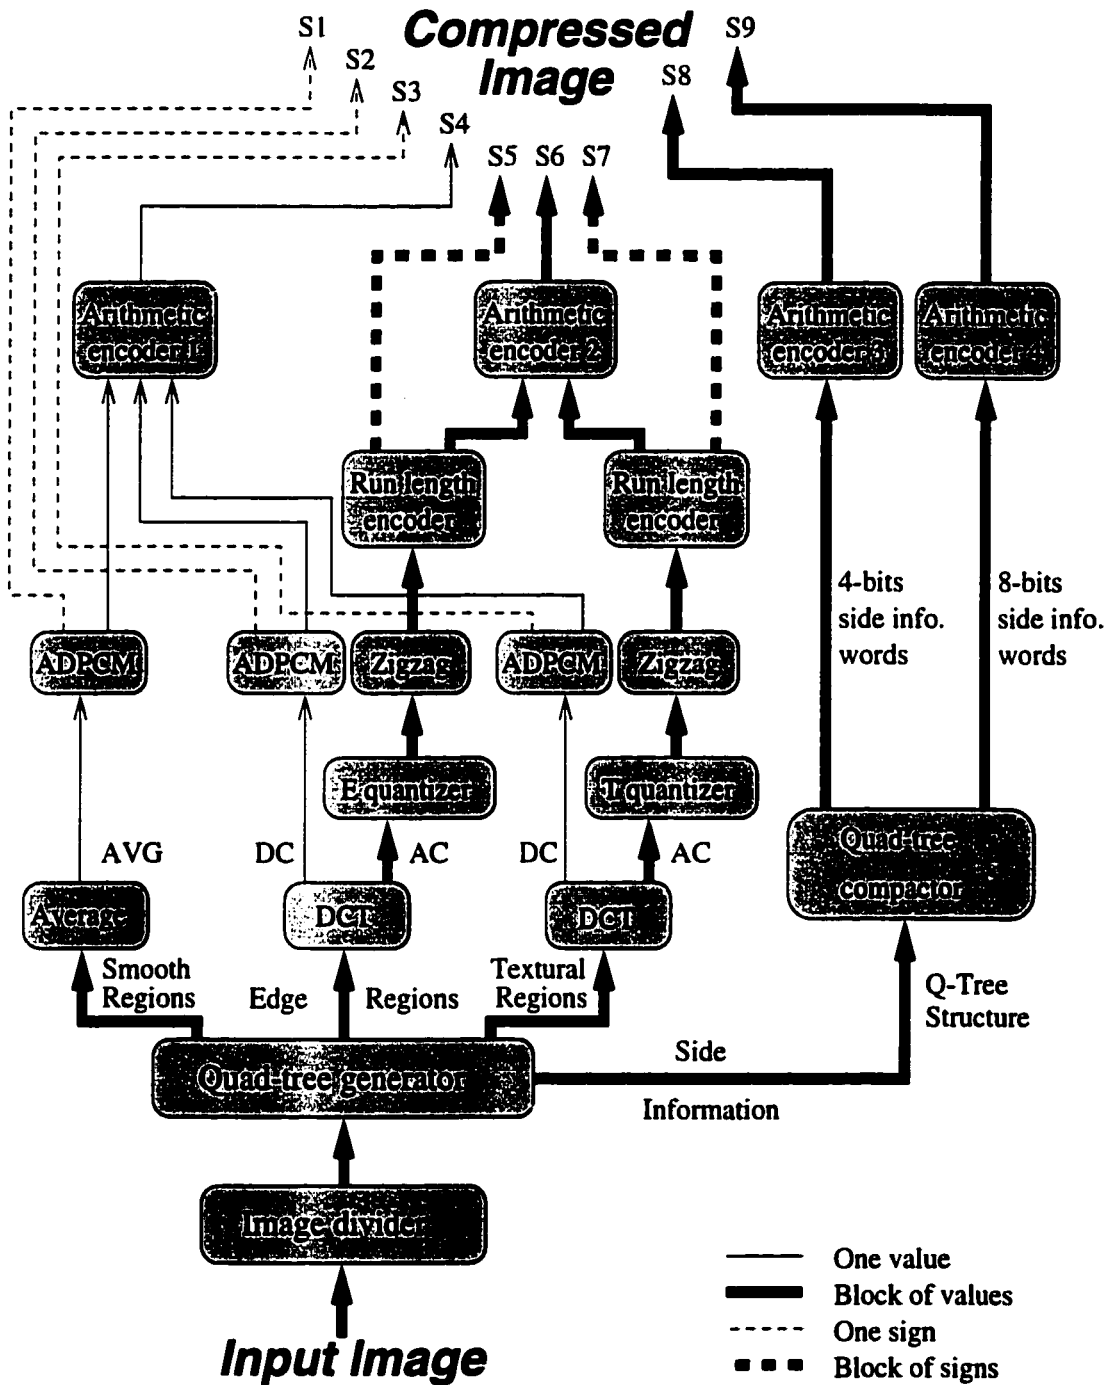 S1
Compressed
Image
S9
S2
S8
S3
S4
S5 S6 S7
Arithmetic
encoder 1
Arithmetic
encoder 2
Arithmetic
encoder 3
Arithmetic
encoder 4
Run length
encoder
Run length
encoder
4-bits
side info.
words
8-bits
side info.
words
ADPCM
ADPCM
Zigzag
ADPCM
Zigzag
E quantizer
T quantizer
AVG
DC
AC
DC
AC
Quad-tree
compactor
Average
DCT
DCT
Smooth
Regions
Edge Regions
Textural
Regions
Q-Tree
Structure
Quad-tree generator
Side
Information
Image divider
Input Image
One value
Block of values
One sign
Block of signs